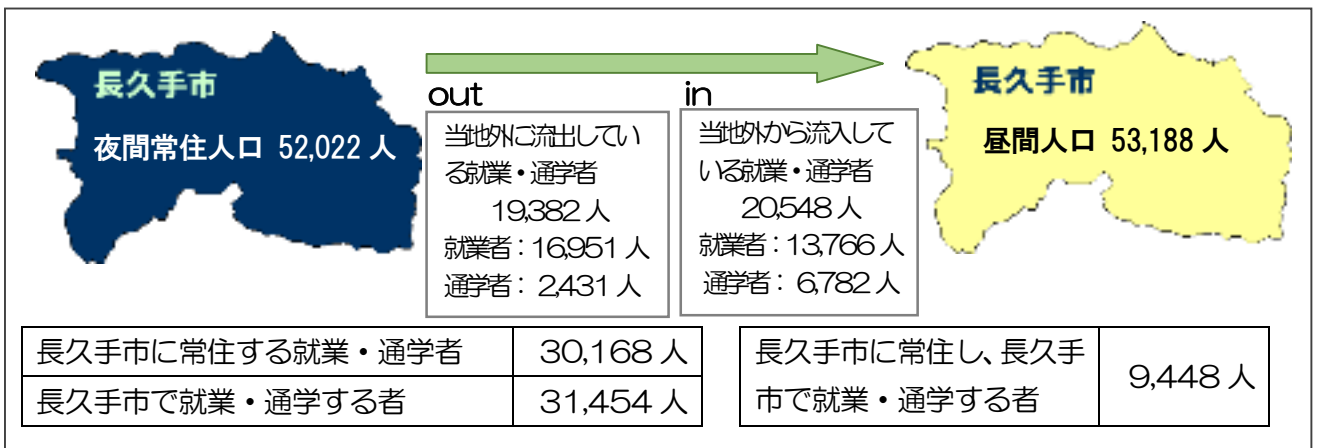 長久手市
夜間常住人口 52,022 人
out
当地外に流出してい
る就業・通学者
19,382 人
就業者：16,951 人
通学者： 2,431 人
in
当地外から流入して
いる就業・通学者
20,548 人
就業者：13,766 人
通学者： 6,782 人
長久手市
昼間人口 53,188 人
長久手市に常住する就業・通学者 30,168 人
長久手市で就業・通学する者 31,454 人
長久手市に常住し、長久手
市で就業・通学する者
9,448 人